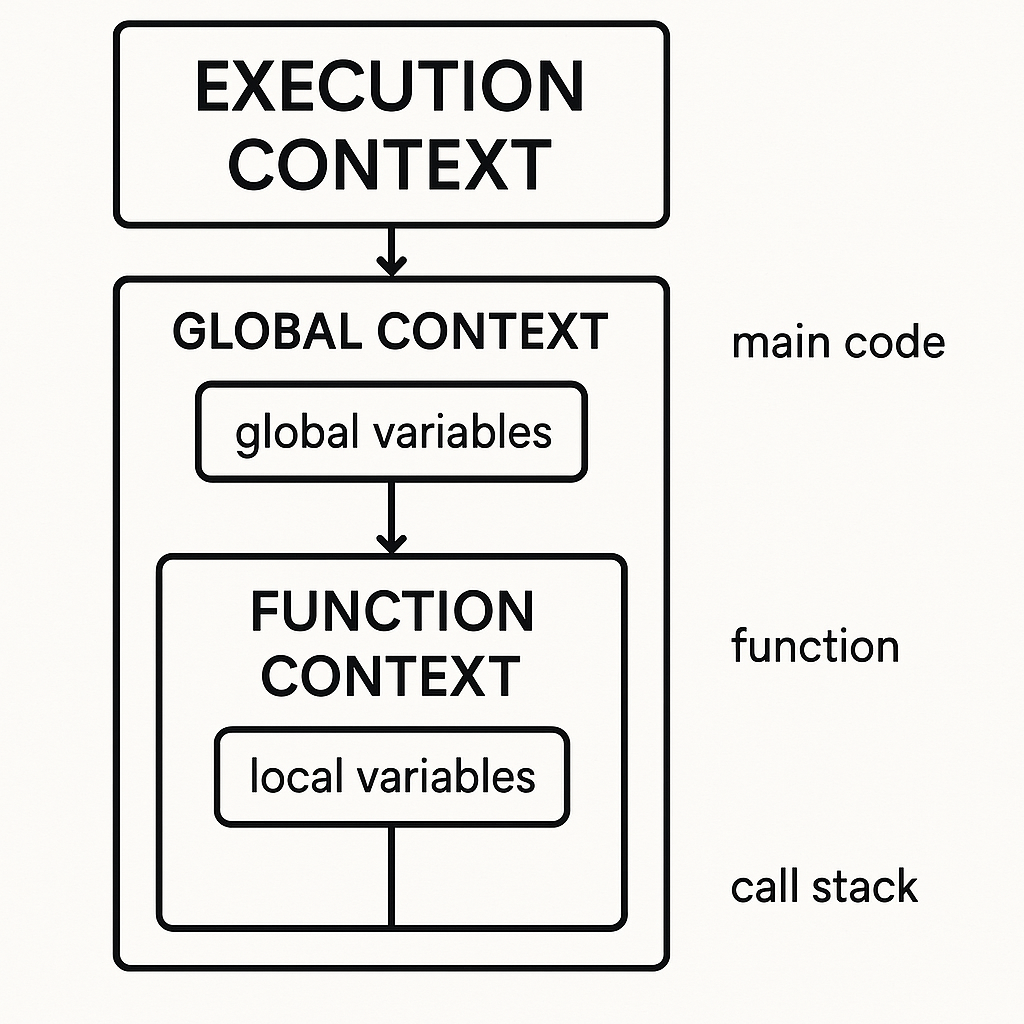 EXECUTION
CONTEXT
GLOBAL CONTEXT
main code
global variables
FUNCTION
CONTEXT
function
local variables
call stack